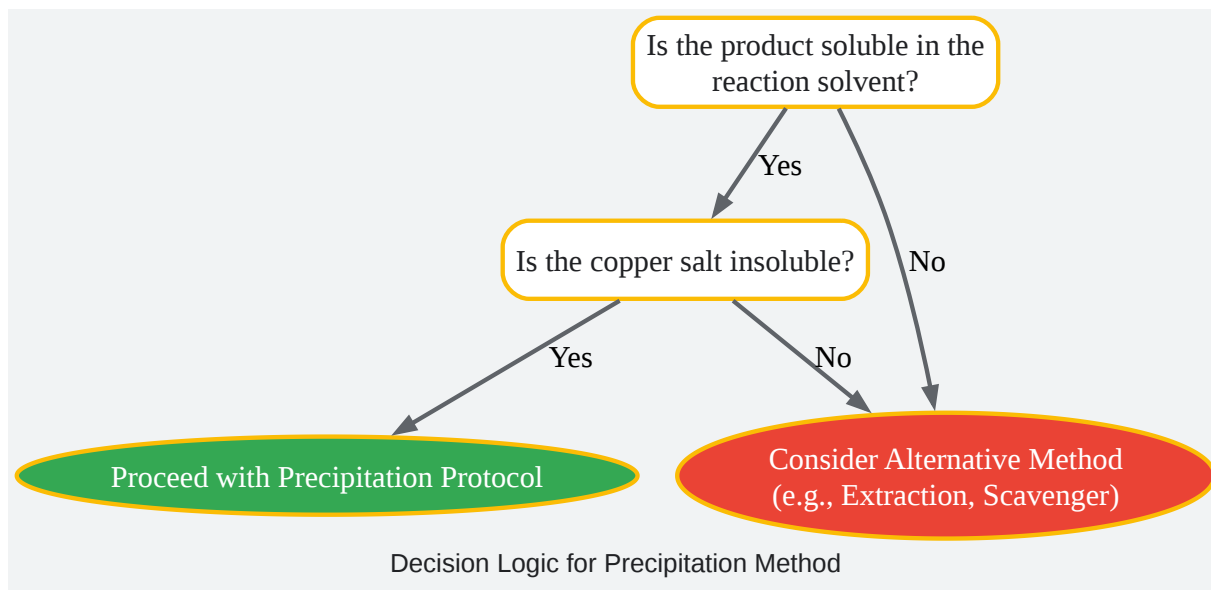 Is the product soluble in the
reaction solvent?
Yes
Is the copper salt insoluble?
No
Yes
No
Proceed with Precipitation Protocol
Consider Alternative Method
(e.g., Extraction, Scavenger)
Decision Logic for Precipitation Method